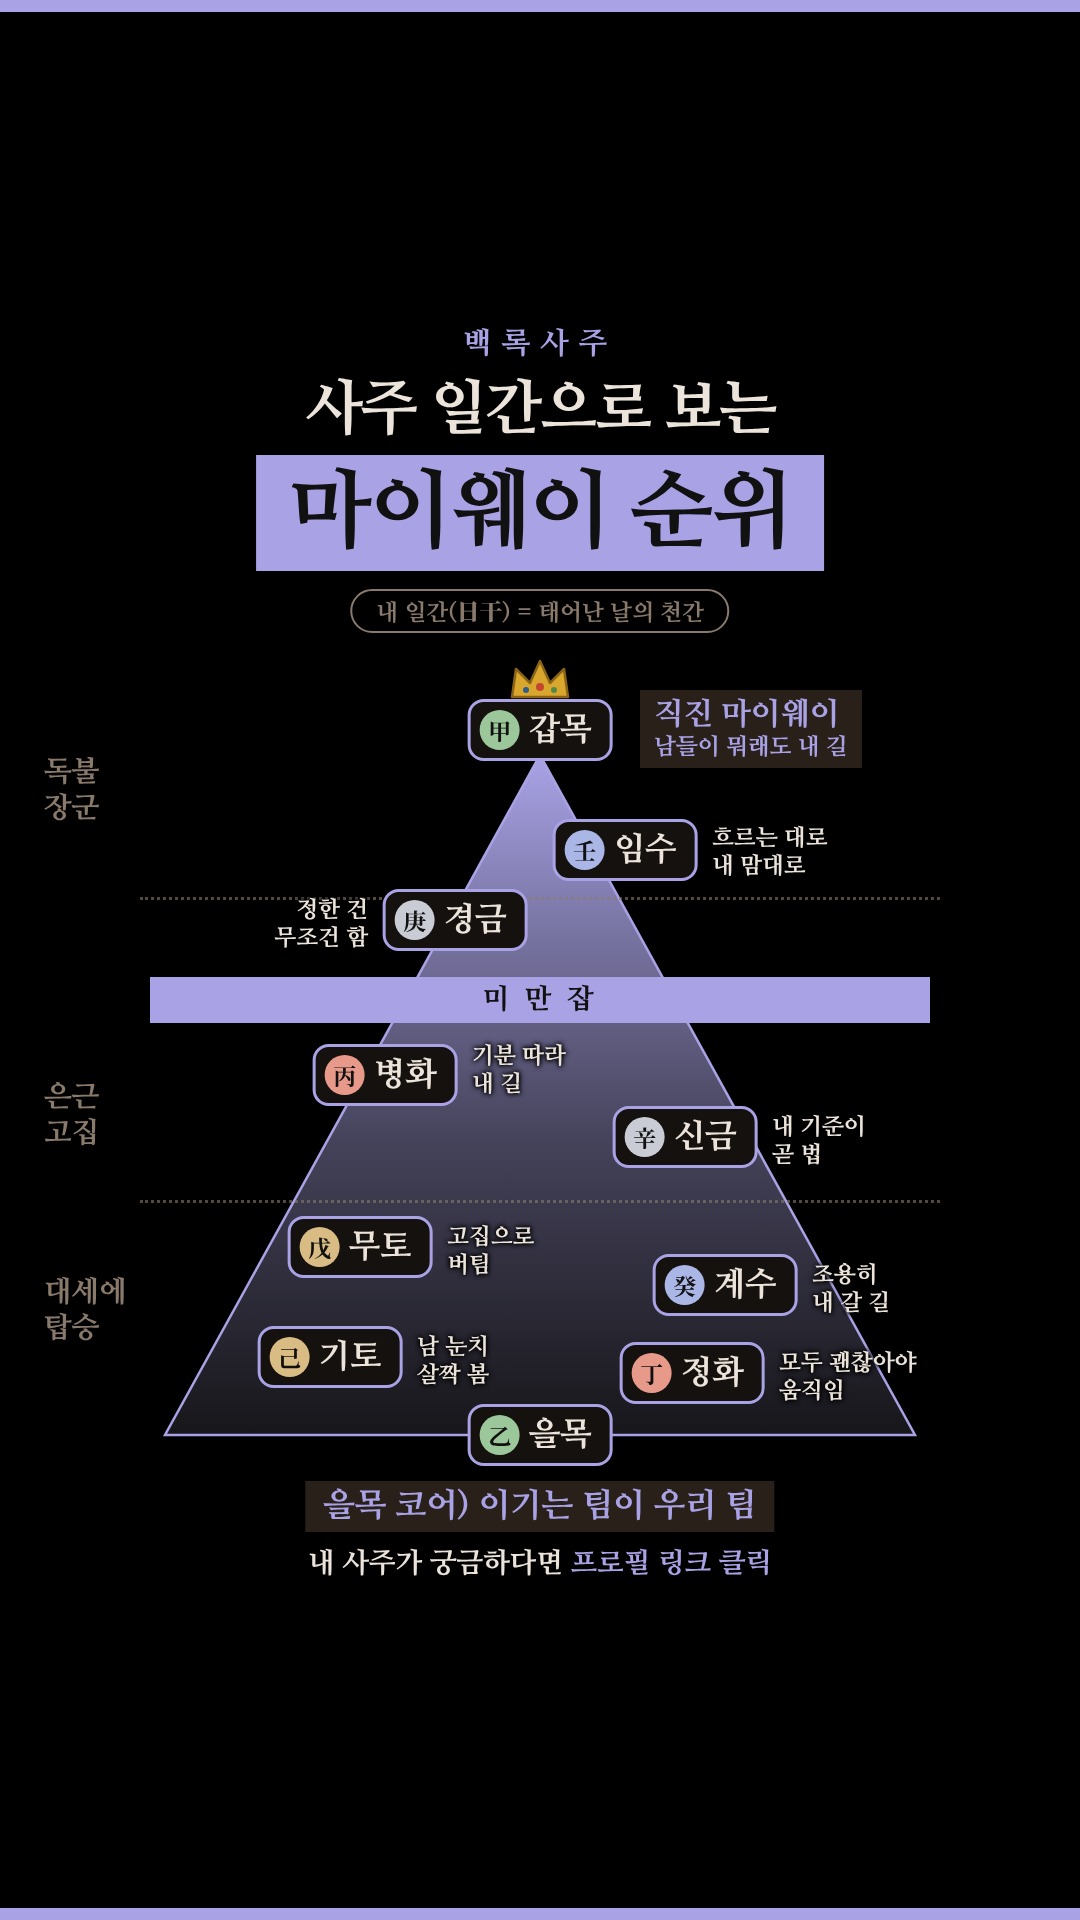 백록사주
사주 일간으로 보는
마이웨이 순위
내 일간(日干) = 태어난 날의 천간
甲 갑목
직진 마이웨이
남들이 뭐래도 내 길
독불
장군
壬 임수
흐르는 대로
내 맘대로
정한 건
무조건 함
庚 경금
미만잡
丙 병화
기분 따라
내 길
은근
고집
辛 신금
내 기준이
곧 법
戊 무토
고집으로
버팀
癸 계수
조용히
내 갈 길
대세에
탑승
己 기토
남 눈치
살짝 봄
丁 정화
모두 괜찮아야
움직임
乙 을목
을목 코어) 이기는 팀이 우리 팀
내 사주가 궁금하다면 프로필 링크 클릭